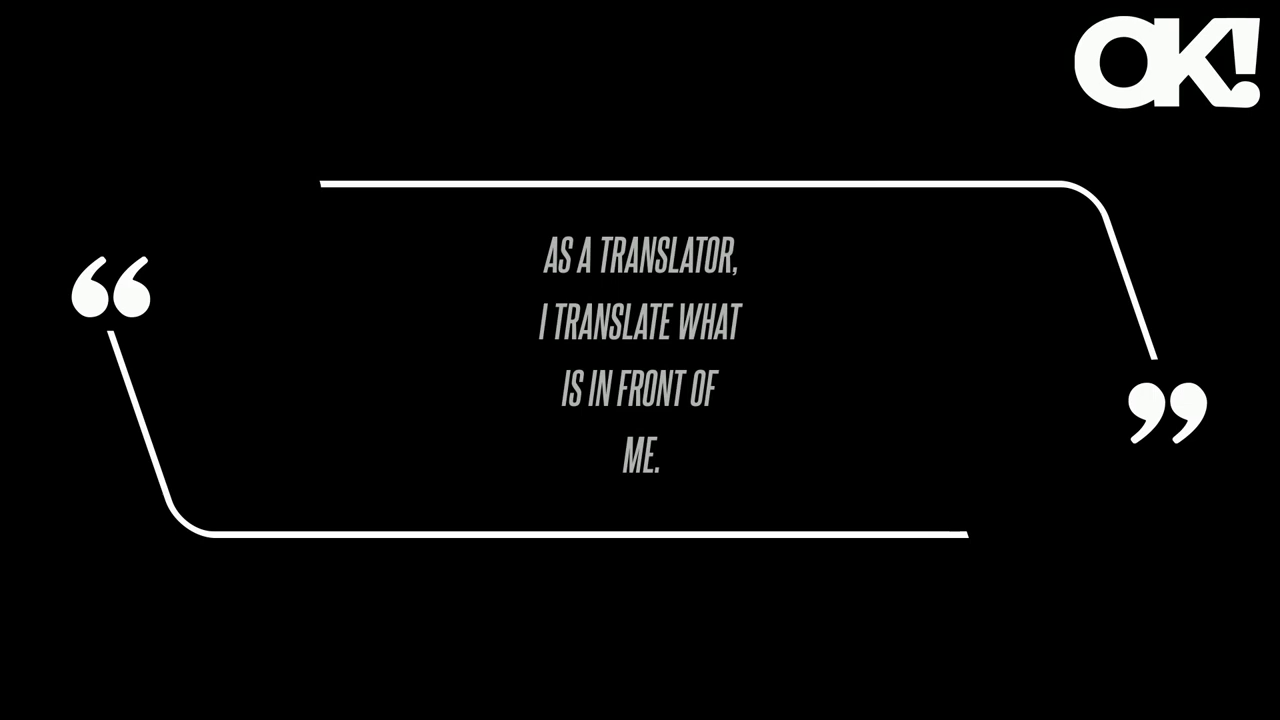 OK!
“
AS A TRANSLATOR,
I TRANSLATE WHAT
IS IN FRONT OF
ME.
”